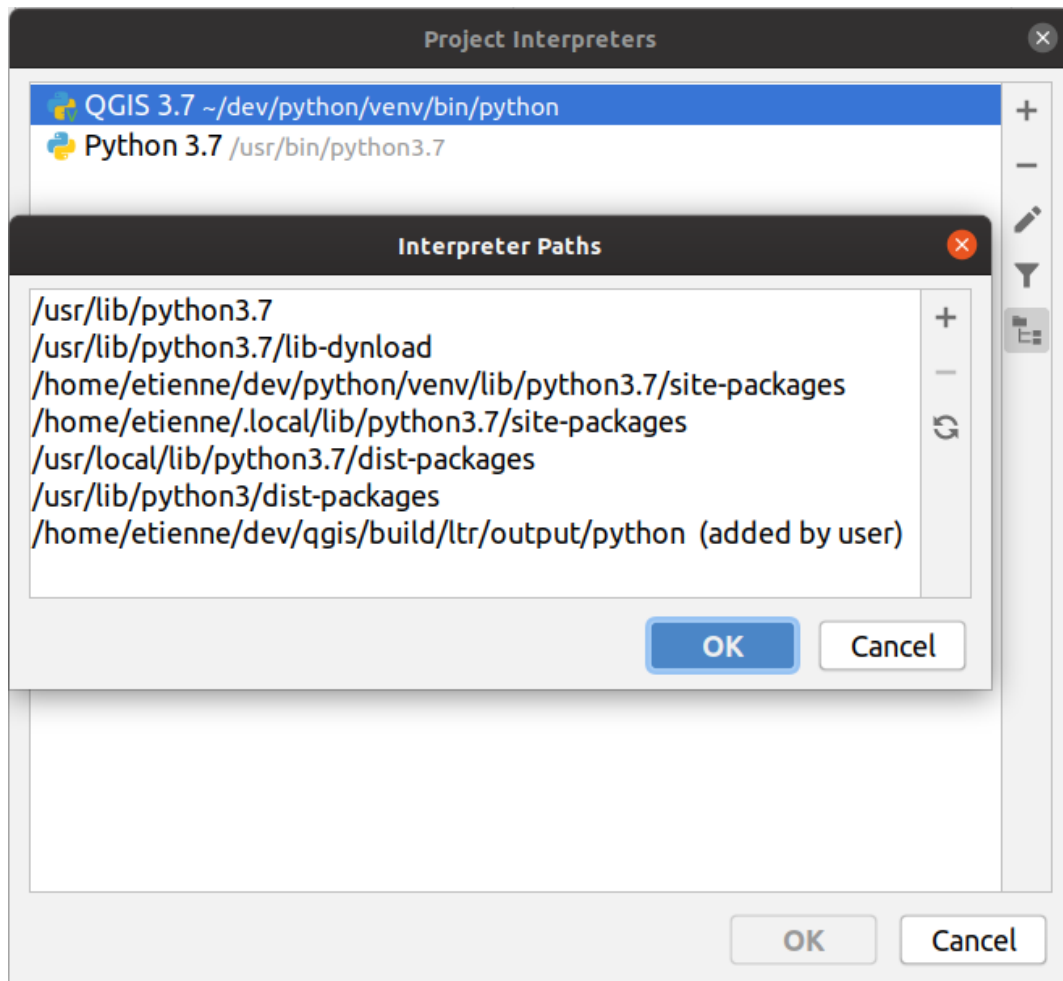 Project Interpreters
QGIS 3.7 ~/dev/python/venv/bin/python
Python 3.7 /usr/bin/python3.7
Interpreter Paths
/usr/lib/python3.7
/usr/lib/python3.7/lib-dynload
/home/etienne/dev/python/venv/lib/python3.7/site-packages
/home/etienne/.local/lib/python3.7/site-packages
/usr/local/lib/python3.7/dist-packages
/usr/lib/python3/dist-packages
/home/etienne/dev/qgis/build/ltr/output/python (added by user)
OK Cancel
OK Cancel